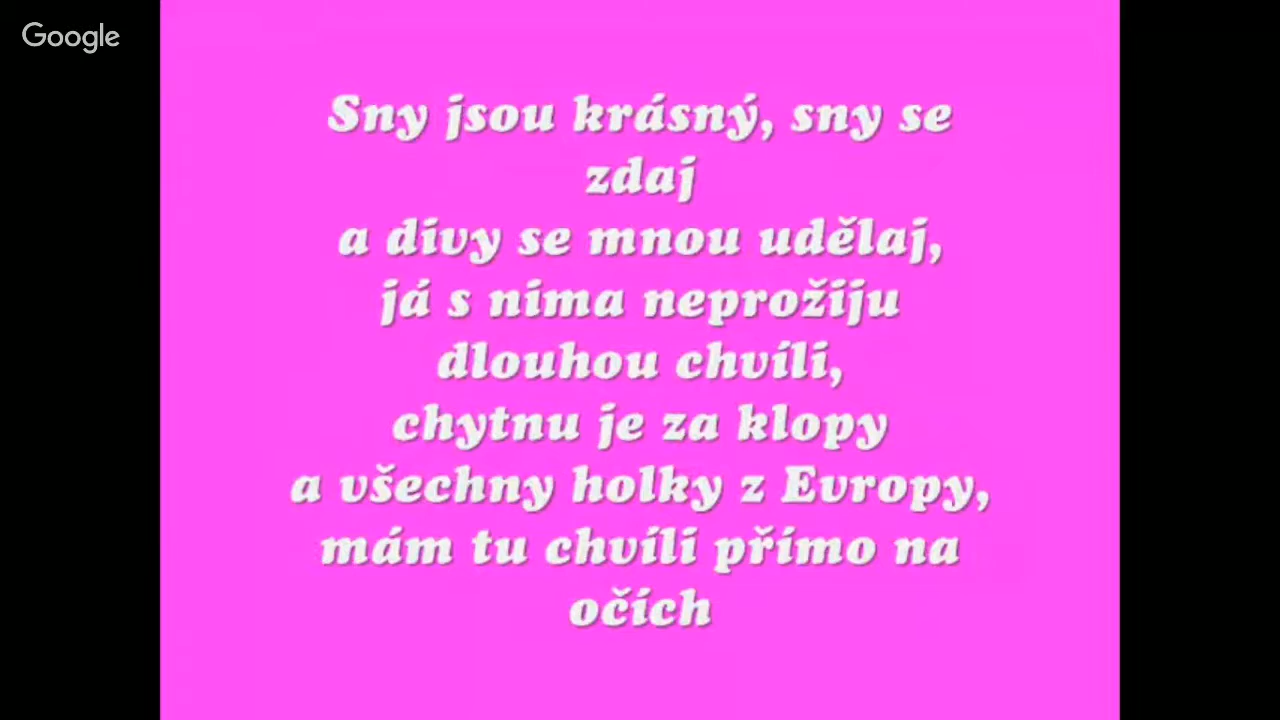 Google
Sny jsou krásný, sny se
zdaj
a divy se mnou udělaj,
já s nima neprožiju
dlouhou chvíli,
chytnu je za klopy
a všechny holky z Evropy,
mám tu chvíli přímo na
očích